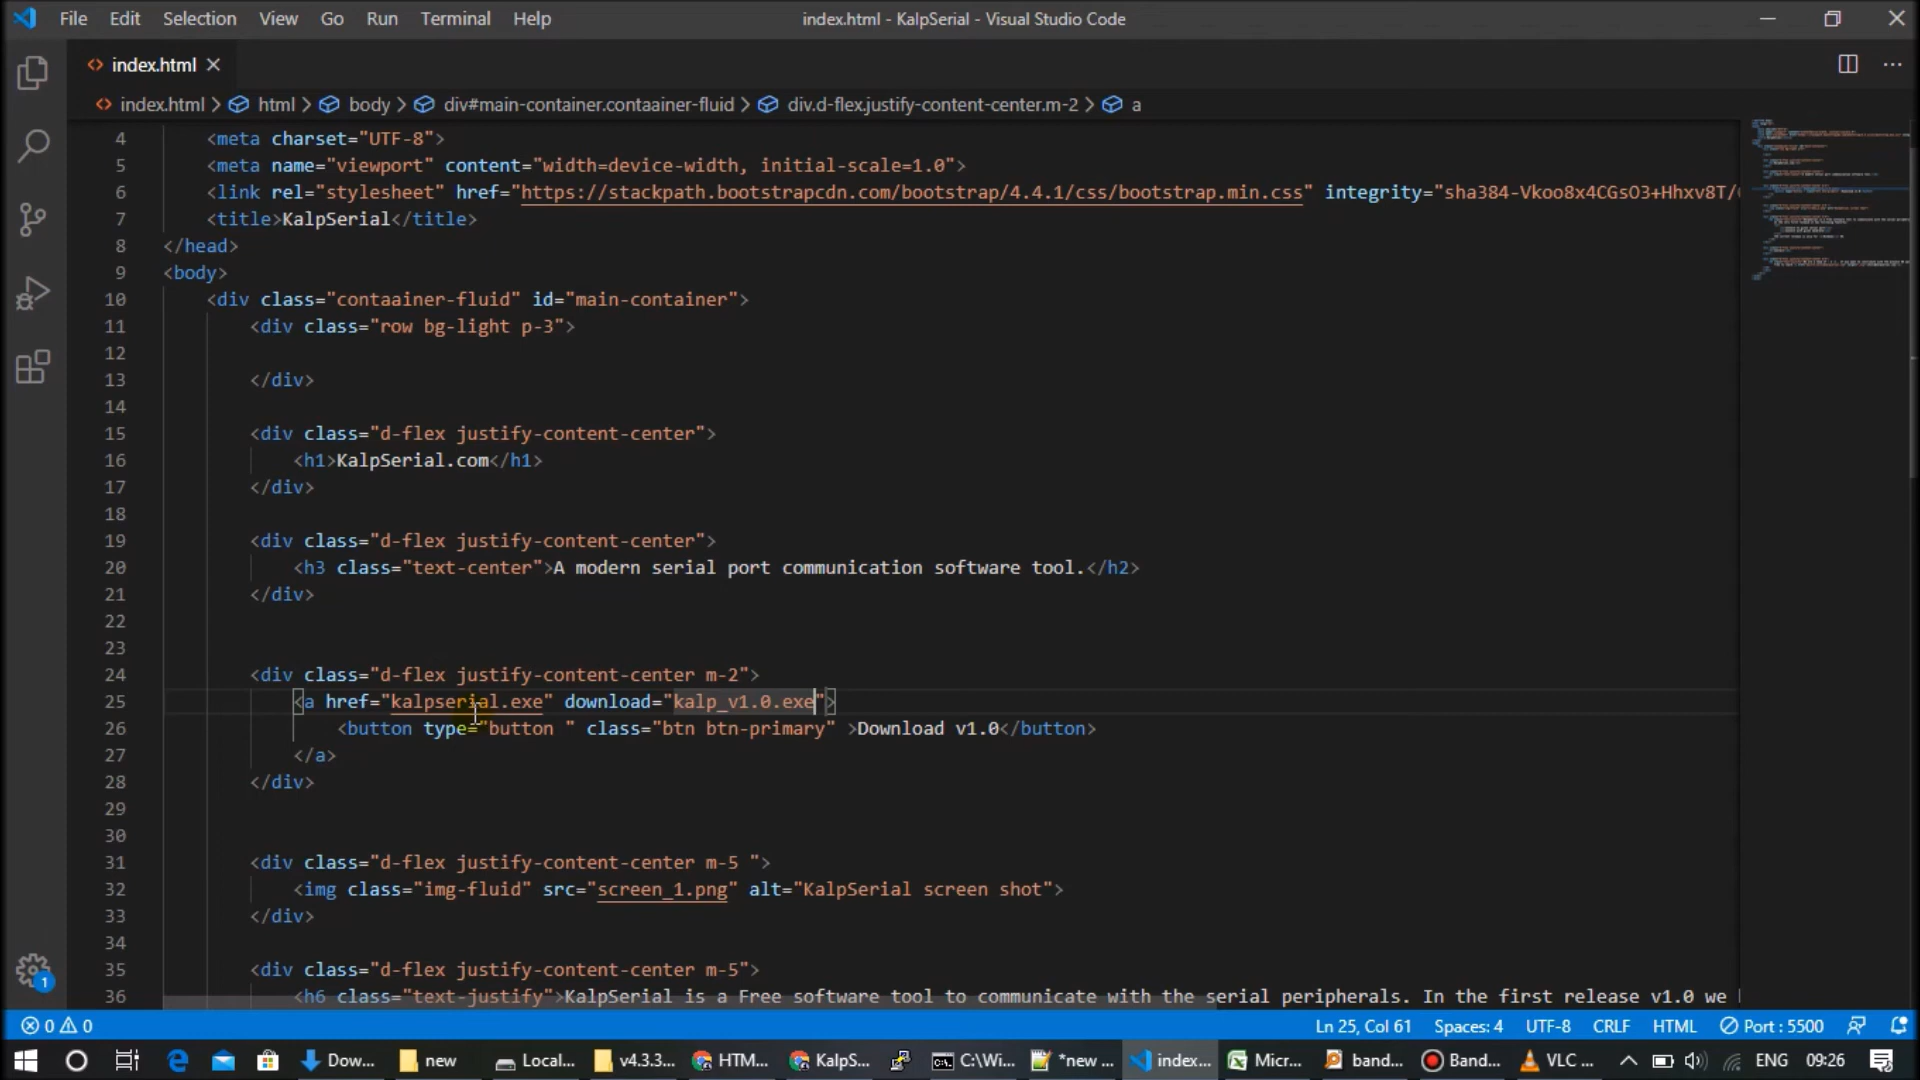 File Edit Selection View Go Run Terminal Help index.html - KalpSerial - Visual Studio Code
index.html
index.html > html > body > div#main-container.contaainer-fluid > div.d-flex.justify-content-center.m-2 > a
4 <meta charset="UTF-8">
5 <meta name="viewport" content="width=device-width, initial-scale=1.0">
6 <link rel="stylesheet" href="https://stackpath.bootstrapcdn.com/bootstrap/4.4.1/css/bootstrap.min.css" integrity="sha384-Vkoo8x4CGsO3+Hhxv8T/
7 <title>KalpSerial</title>
8 </head>
9 <body>
10 <div class="contaainer-fluid" id="main-container">
11 <div class="row bg-light p-3">
12
13 </div>
14
15 <div class="d-flex justify-content-center">
16 <h1>KalpSerial.com</h1>
17 </div>
18
19 <div class="d-flex justify-content-center">
20 <h3 class="text-center">A modern serial port communication software tool.</h2>
21 </div>
22
23
24 <div class="d-flex justify-content-center m-2">
25 <a href="kalpserial.exe" download="kalp_v1.0.exe">
26 <button type="button " class="btn btn-primary" >Download v1.0</button>
27 </a>
28 </div>
29
30
31 <div class="d-flex justify-content-center m-5 ">
32 <img class="img-fluid" src="screen_1.png" alt="KalpSerial screen shot">
33 </div>
34
35 <div class="d-flex justify-content-center m-5">
36 <h6 class="text-justify">KalpSerial is a Free software tool to communicate with the serial peripherals. In the first release v1.0 we
1
0 0 Ln 25, Col 61 Spaces: 4 UTF-8 CRLF HTML Port : 5500
Dow... new Local... v4.3.3... HTM... KalpS... C:\Wi... *new ... index... Micr... band... Band... VLC ... ENG 09:26